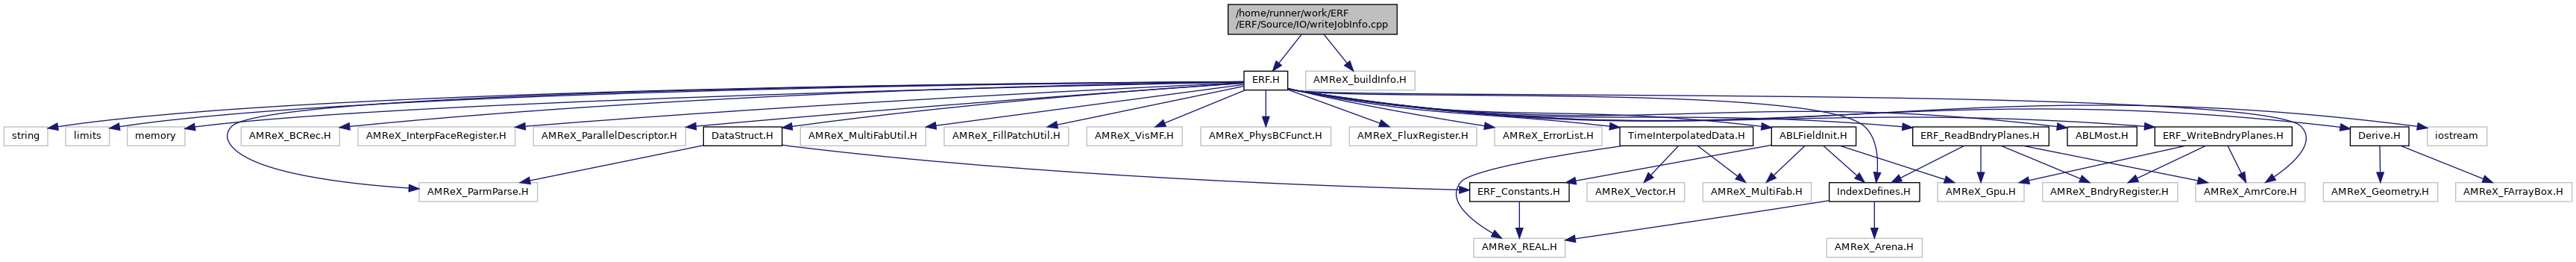 /home/runner/work/ERF
/ERF/Source/IO/writeJobInfo.cpp
ERF.H
AMReX_buildInfo.H
string
limits
memory
AMReX_BCRec.H
AMReX_InterpFaceRegister.H
AMReX_ParallelDescriptor.H
DataStruct.H
AMReX_MultiFabUtil.H
AMReX_FillPatchUtil.H
AMReX_VisMF.H
AMReX_PhysBCFunct.H
AMReX_FluxRegister.H
AMReX_ErrorList.H
TimeInterpolatedData.H
ABLFieldInit.H
ERF_ReadBndryPlanes.H
ABLMost.H
ERF_WriteBndryPlanes.H
Derive.H
iostream
AMReX_ParmParse.H
ERF_Constants.H
AMReX_Vector.H
AMReX_MultiFab.H
IndexDefines.H
AMReX_Gpu.H
AMReX_BndryRegister.H
AMReX_AmrCore.H
AMReX_Geometry.H
AMReX_FArrayBox.H
AMReX_REAL.H
AMReX_Arena.H